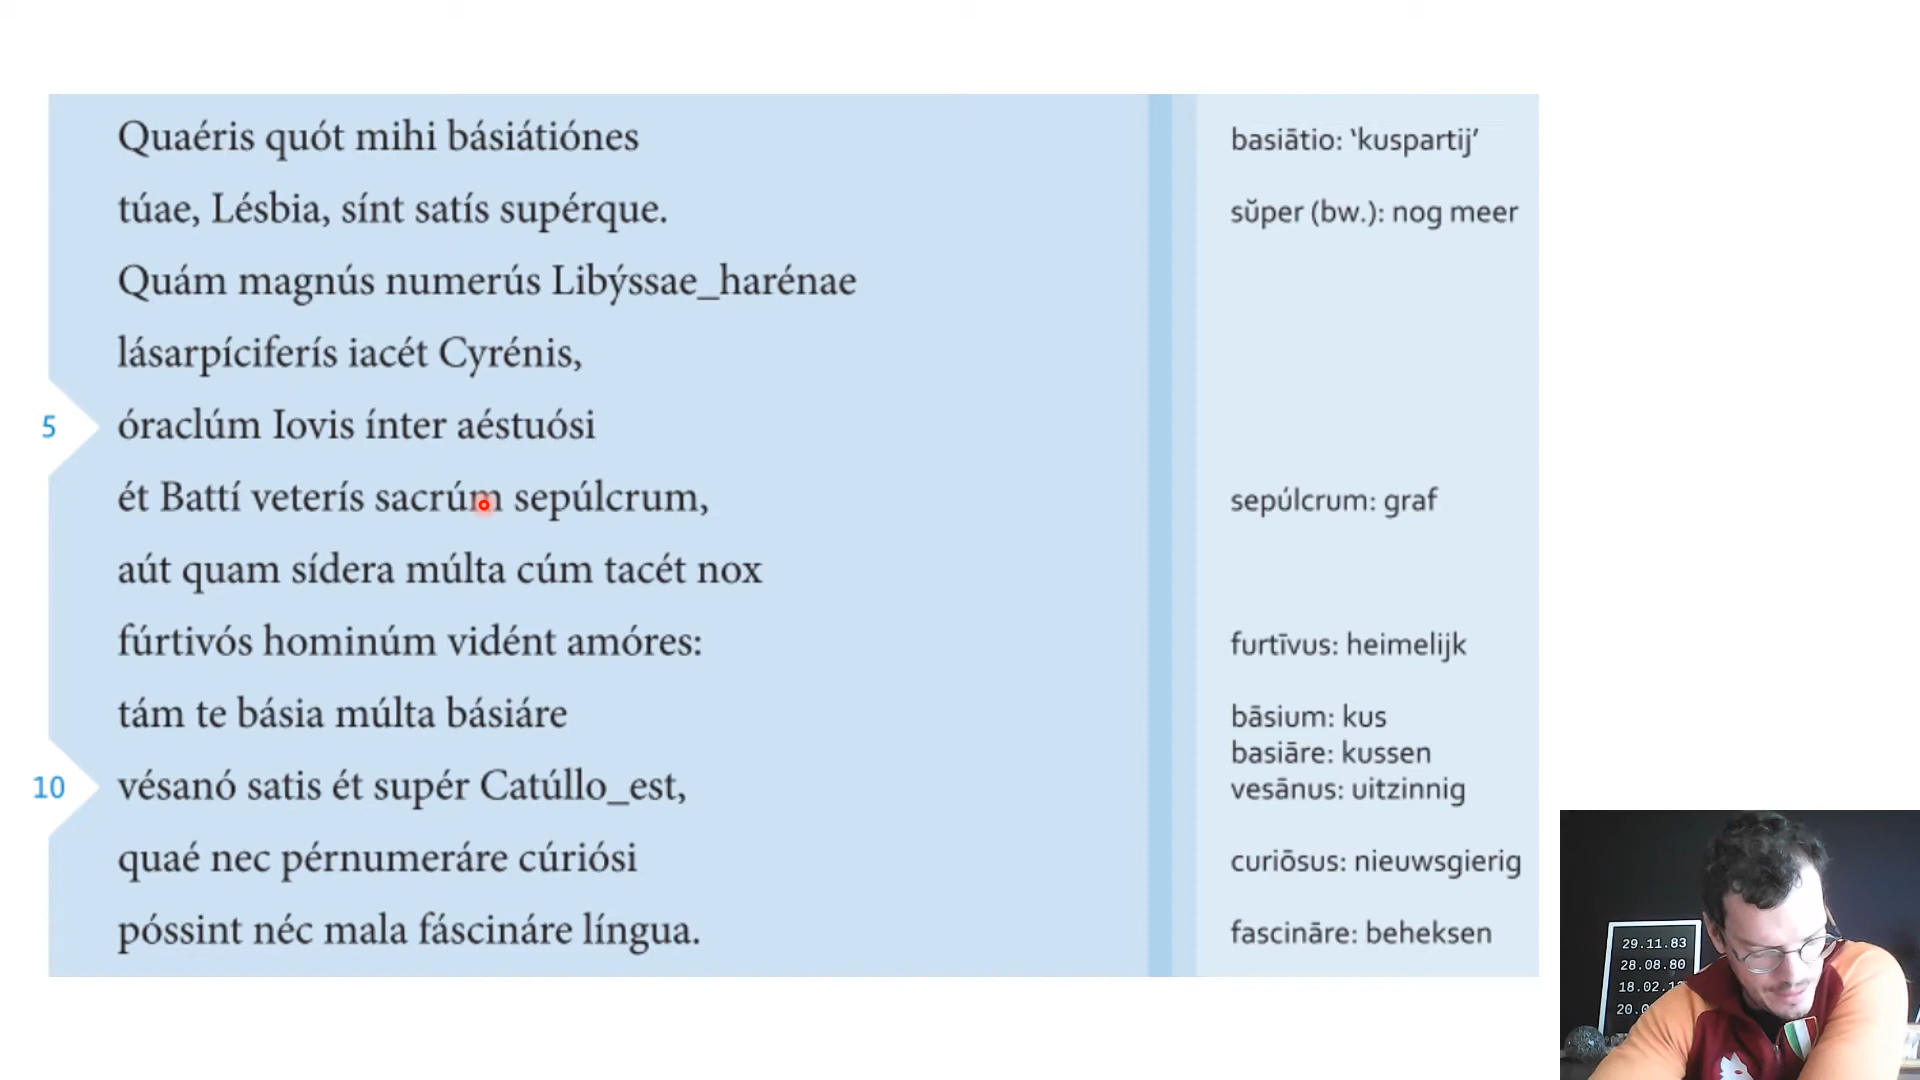 Quaéris quót mihi básiátiónes
túae, Lésbia, sínt satís supérque.
Quám magnús numerús Libýssae_harénae
lásarpíciferís iacét Cyrénis,
5 óraclúm Iovis ínter aéstuósi
ét Battí veterís sacrúm sepúlcrum,
aút quam sídera múlta cúm tacét nox
fúrtivós hominúm vidént amóres:
tám te básia múlta básiáre
10 vésanó satis ét supér Catúllo_est,
quaé nec pérnumeráre cúriósi
póssint néc mala fáscináre língua.
basiātio: ‘kuspartij’
sŭper (bw.): nog meer
sepúlcrum: graf
furtīvus: heimelijk
bāsium: kus
basiāre: kussen
vesānus: uitzinnig
curiōsus: nieuwsgierig
fascināre: beheksen
29.11.83
28.08.80